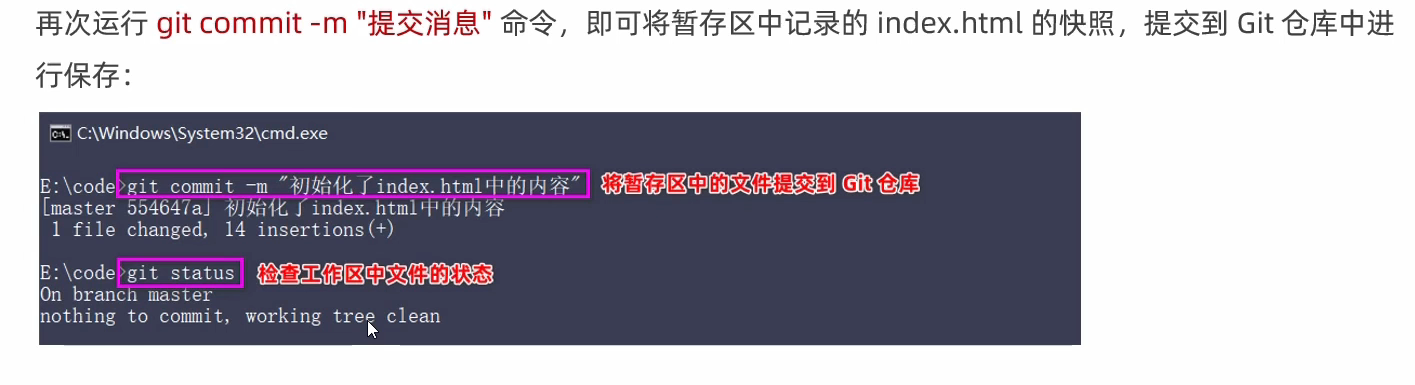 再次运行 git commit -m "提交消息" 命令，即可将暂存区中记录的 index.html 的快照，提交到 Git 仓库中进
行保存：
C:\Windows\System32\cmd.exe
E:\code>git commit -m "初始化了index.html中的内容" 将暂存区中的文件提交到 Git 仓库
[master 554647a] 初始化了index.html中的内容
1 file changed, 14 insertions(+)
E:\code>git status 检查工作区中文件的状态
On branch master
nothing to commit, working tree clean